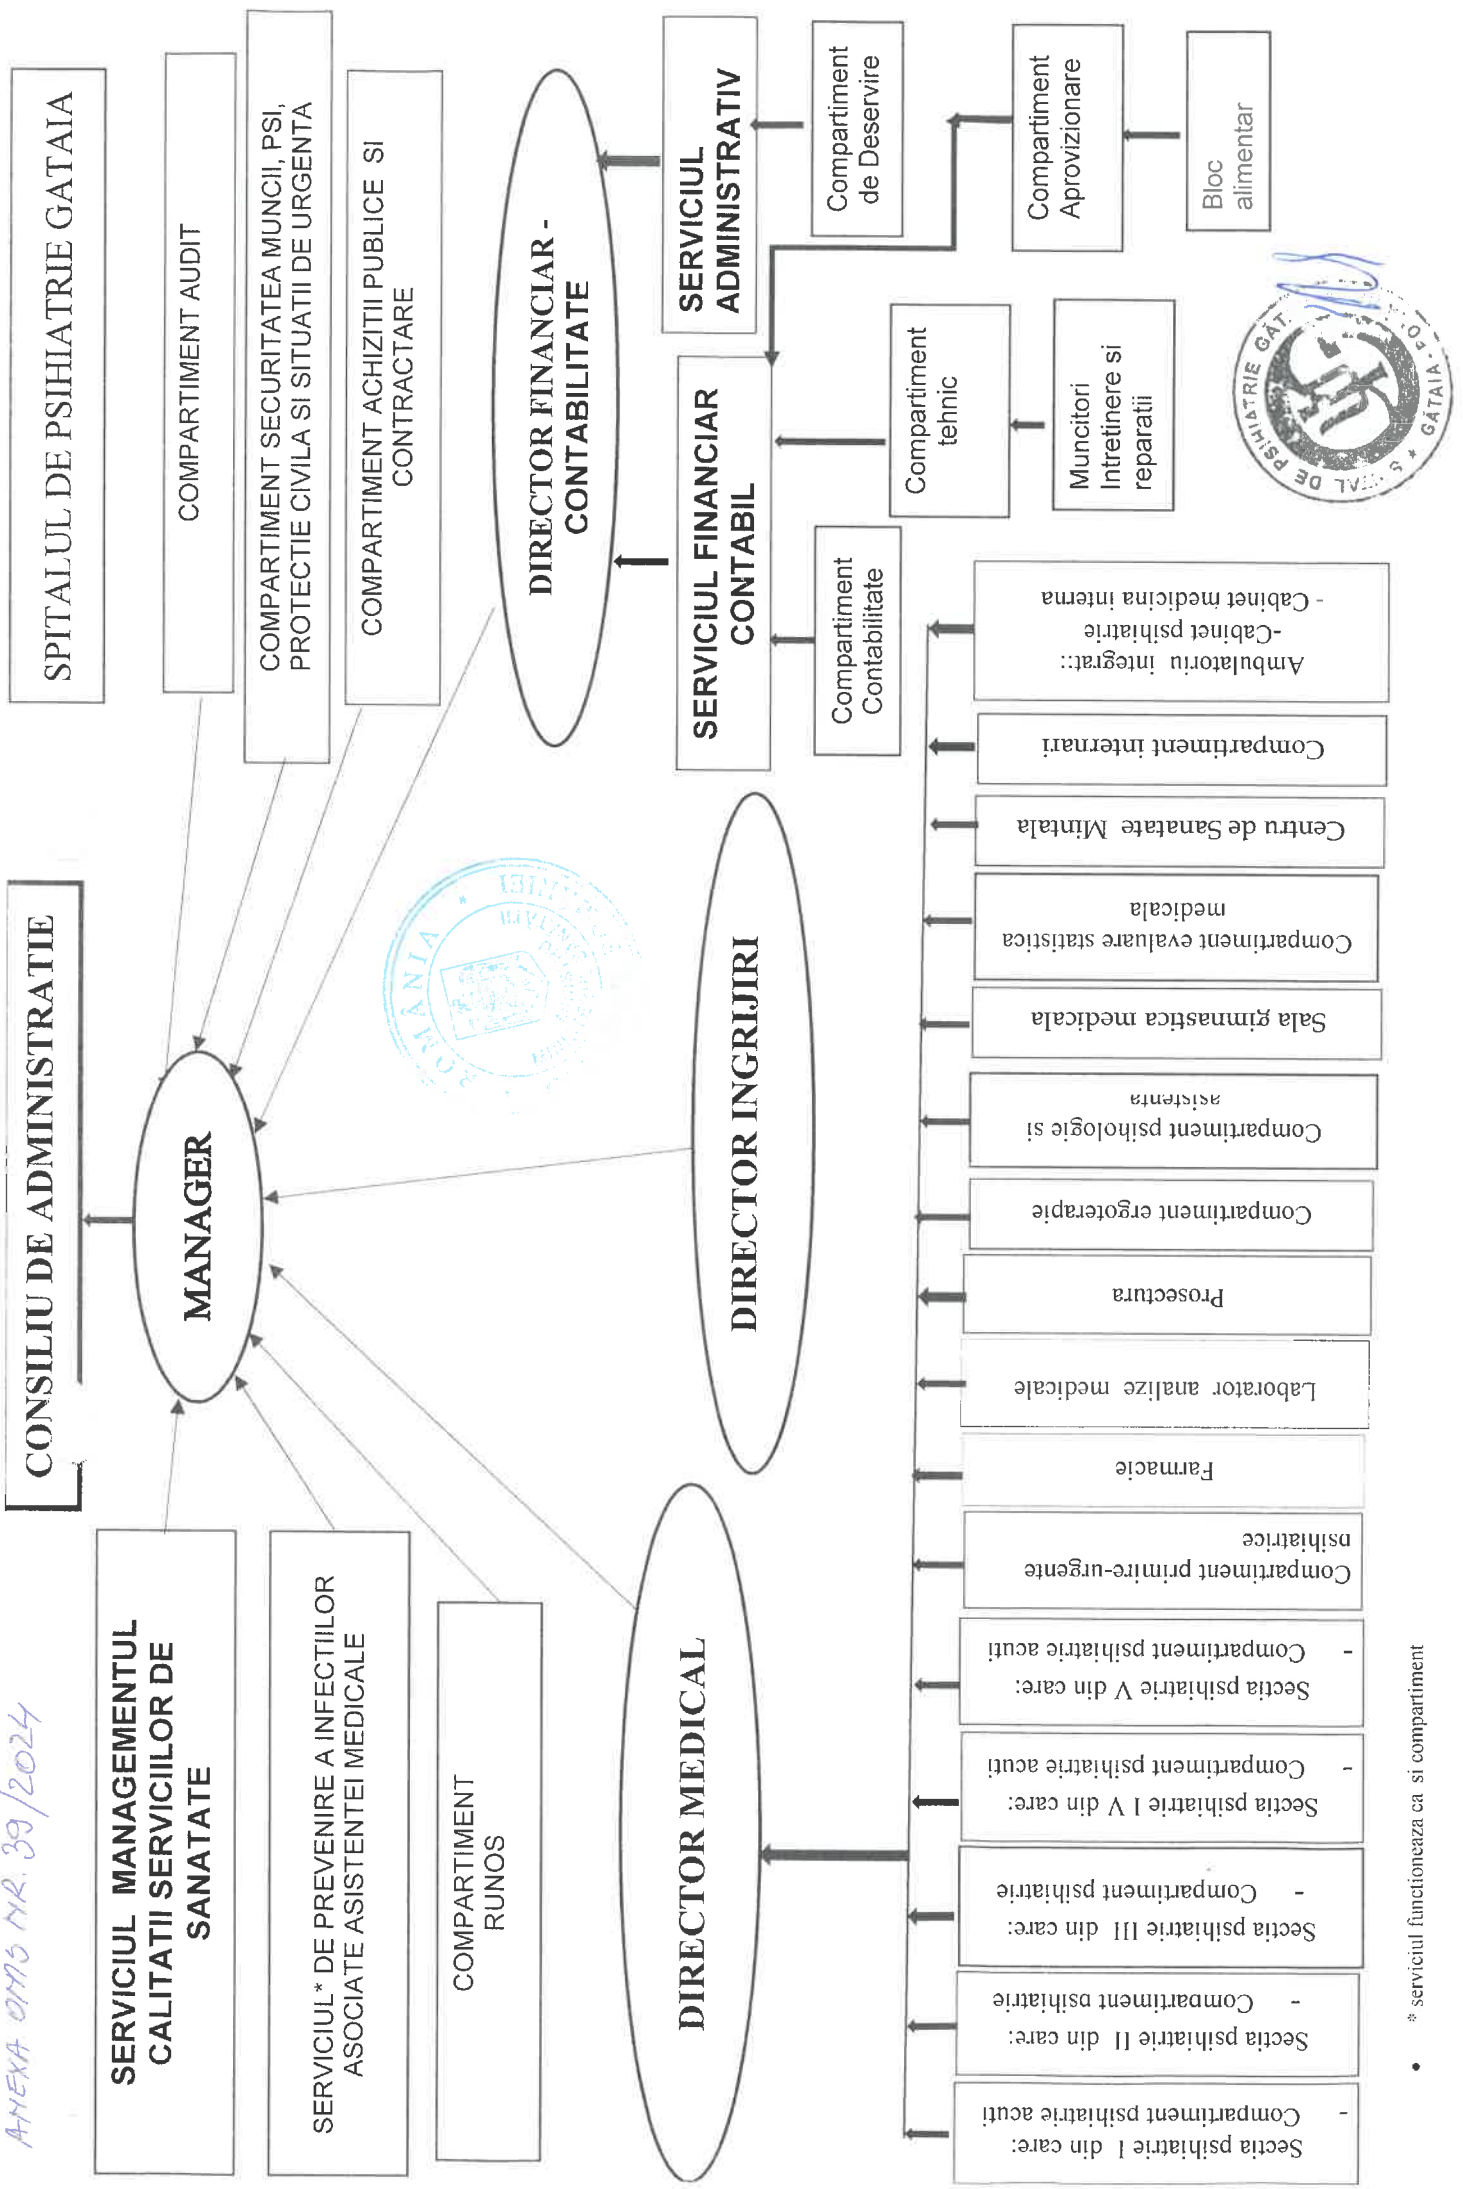 ANEXA OMS NR. 39/2024
CONSILIU DE ADMINISTRATIE
SPITALUL DE PSIHIATRIE GATAIA
MANAGER
SERVICIUL MANAGEMENTUL
CALITATII SERVICIILOR DE
SANATATE
SERVICIUL* DE PREVENIRE A INFECTIILOR
ASOCIATE ASISTENTEI MEDICALE
COMPARTIMENT
RUNOS
COMPARTIMENT AUDIT
COMPARTIMENT SECURITATEA MUNCII, PSI,
PROTECTIE CIVILA SI SITUATII DE URGENTA
COMPARTIMENT ACHIZITII PUBLICE SI
CONTRACTARE
ROMÂNIA
DIRECTOR MEDICAL
DIRECTOR INGRIJIRI
DIRECTOR FINANCIAR -
CONTABILITATE
SERVICIUL FINANCIAR
CONTABIL
SERVICIUL
ADMINISTRATIV
Compartiment
Contabilitate
Compartiment
tehnic
Muncitori
Intretinere si
reparatii
Compartiment
de Deservire
Compartiment
Aprovizionare
Bloc
alimentar
Sectia psihiatrie I din care:
- Compartiment psihiatrie acuti
Sectia psihiatrie II din care:
- Compartiment psihiatrie
Sectia psihiatrie III din care:
- Compartiment psihiatrie
Sectia psihiatrie I V din care:
- Compartiment psihiatrie acuti
Sectia psihiatrie V din care:
- Compartiment psihiatrie acuti
Compartiment primire-urgente
psihiatrice
Farmacie
Laborator analize medicale
Prosectura
Compartiment ergoterapie
Compartiment psihologie si
asistenta
Sala gimnastica medicala
Compartiment evaluare statistica
medicala
Centru de Sanatate Mintala
Compartiment internari
Ambulatoriu integrat::
-Cabinet psihiatrie
- Cabinet medicina interna
DE PSIHIATRIE GĂT.
GĂTAIA
• * serviciul functioneaza ca si compartiment